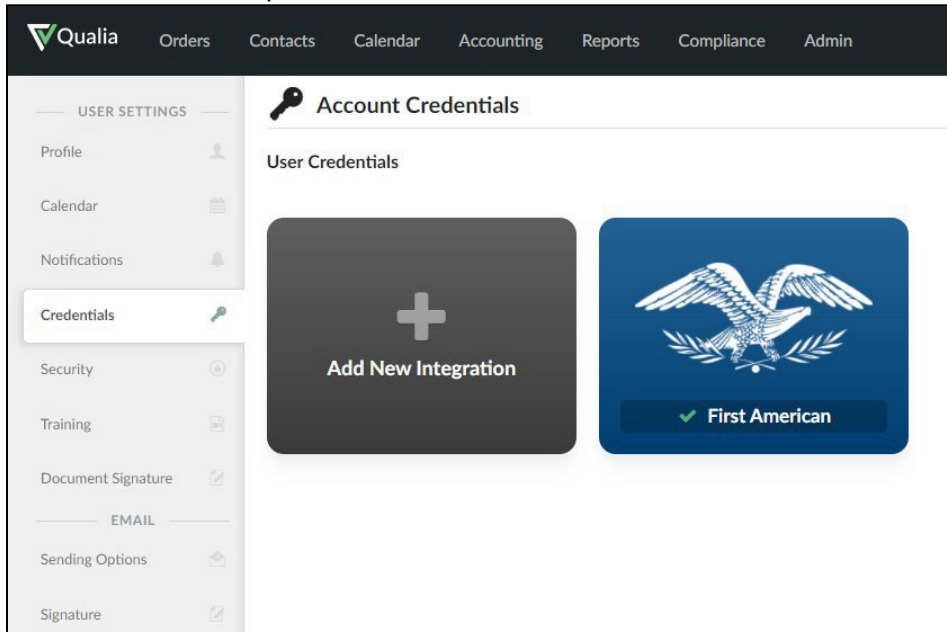 Qualia Orders Contacts Calendar Accounting Reports Compliance Admin
USER SETTINGS
Profile
Calendar
Notifications
Credentials
Security
Training
Document Signature
EMAIL
Sending Options
Signature
Account Credentials
User Credentials
Add New Integration
First American